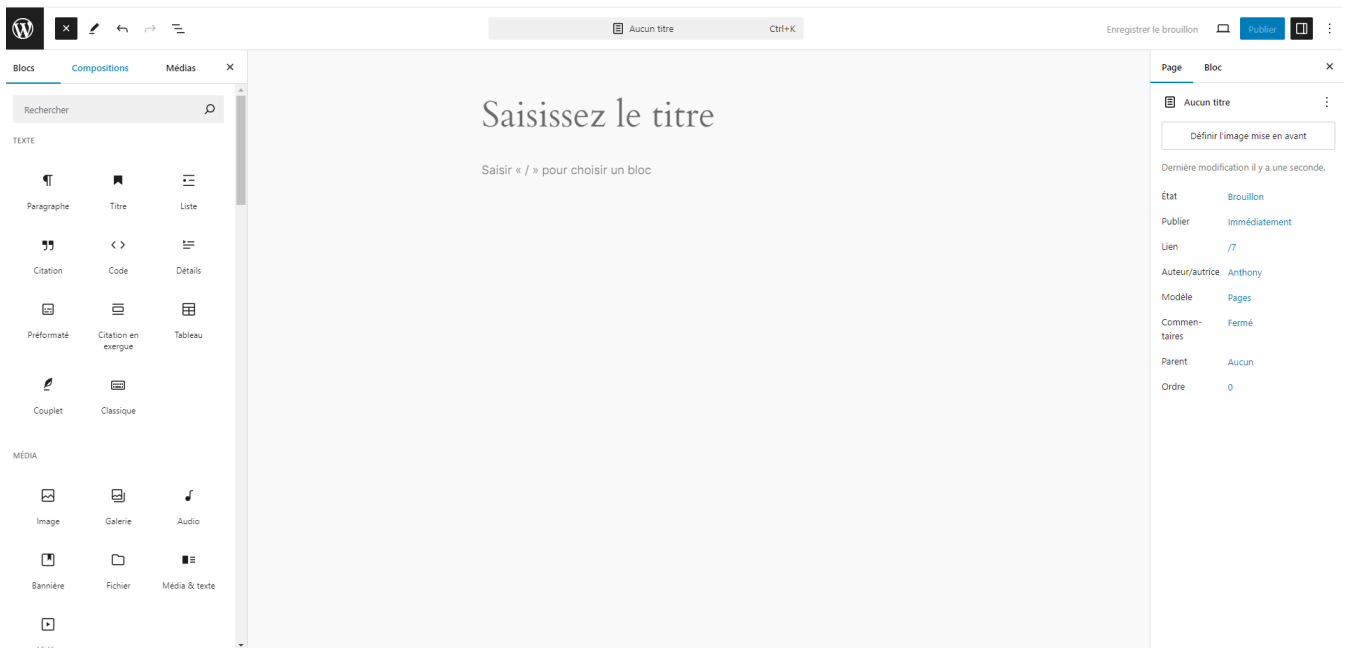 Aucun titre Ctrl+K Enregistrer le brouillon Publier
Blocs Compositions Médias
Rechercher
TEXTE
Paragraphe Titre Liste
Citation Code Détails
Préformaté Citation en exergue Tableau
Couplet Classique
MÉDIA
Image Galerie Audio
Bannière Fichier Média & texte
Saisissez le titre
Saisir « / » pour choisir un bloc
Page Bloc
Aucun titre
Définir l'image mise en avant
Dernière modification il y a une seconde.
État Brouillon
Publier Immédiatement
Lien /7
Auteur/autrice Anthony
Modèle Pages
Commen-
taires Fermé
Parent Aucun
Ordre 0